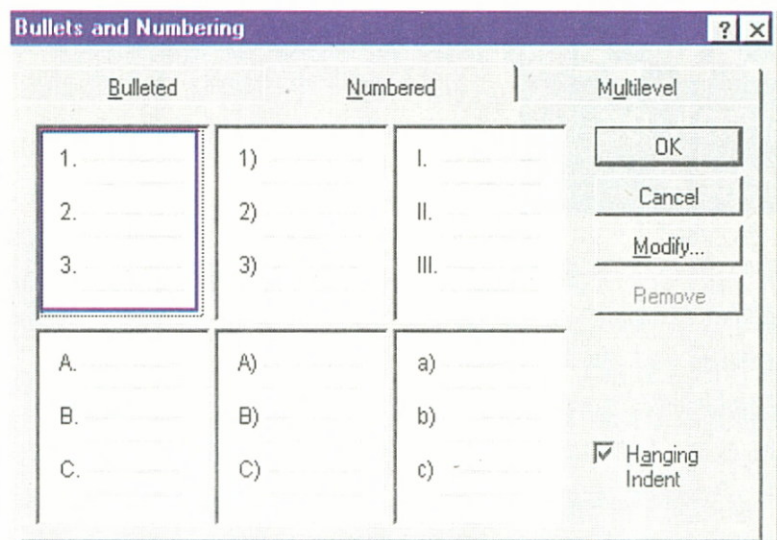 Bullets and Numbering
? ×
Bulleted Numbered Multilevel
1. 1) I.
2. 2) II.
3. 3) III.
OK
Cancel
Modify...
Remove
A. A) a)
B. B) b)
C. C) c)
Hanging
Indent